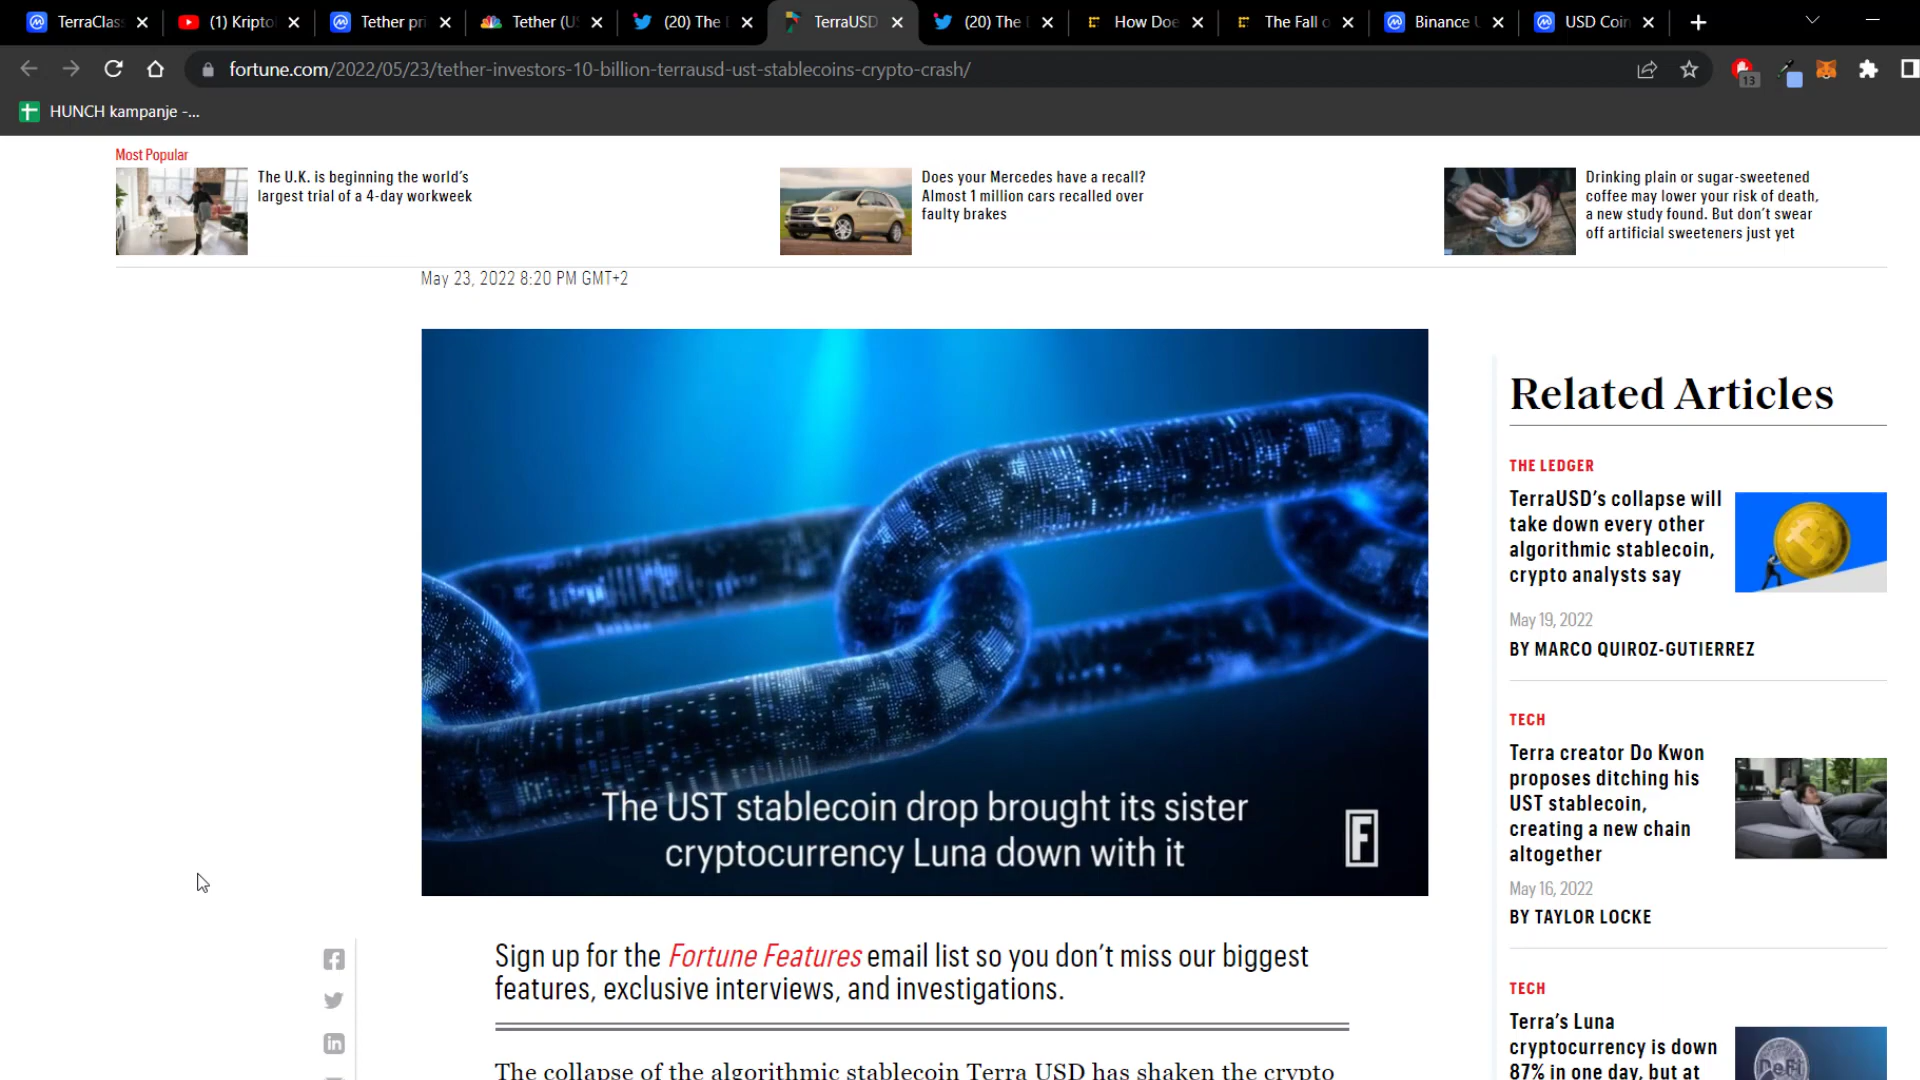 TerraClas
(1) Kripto
Tether pri
Tether (U
(20) The
TerraUSD
(20) The
How Doe
The Fall o
Binance
USD Coin
fortune.com/2022/05/23/tether-investors-10-billion-terrausd-ust-stablecoins-crypto-crash/
13
HUNCH kampanje -...
Most Popular
The U.K. is beginning the world's
largest trial of a 4-day workweek
Does your Mercedes have a recall?
Almost 1 million cars recalled over
faulty brakes
Drinking plain or sugar-sweetened
coffee may lower your risk of death,
a new study found. But don't swear
off artificial sweeteners just yet
May 23, 2022 8:20 PM GMT+2
The UST stablecoin drop brought its sister
cryptocurrency Luna down with it
F
Sign up for the Fortune Features email list so you don't miss our biggest
features, exclusive interviews, and investigations.
The collapse of the algorithmic stablecoin Terra USD has shaken the crypto
Related Articles
THE LEDGER
TerraUSD's collapse will
take down every other
algorithmic stablecoin,
crypto analysts say
May 19, 2022
BY MARCO QUIROZ-GUTIERREZ
TECH
Terra creator Do Kwon
proposes ditching his
UST stablecoin,
creating a new chain
altogether
May 16, 2022
BY TAYLOR LOCKE
TECH
Terra's Luna
cryptocurrency is down
87% in one day, but at
DeFi